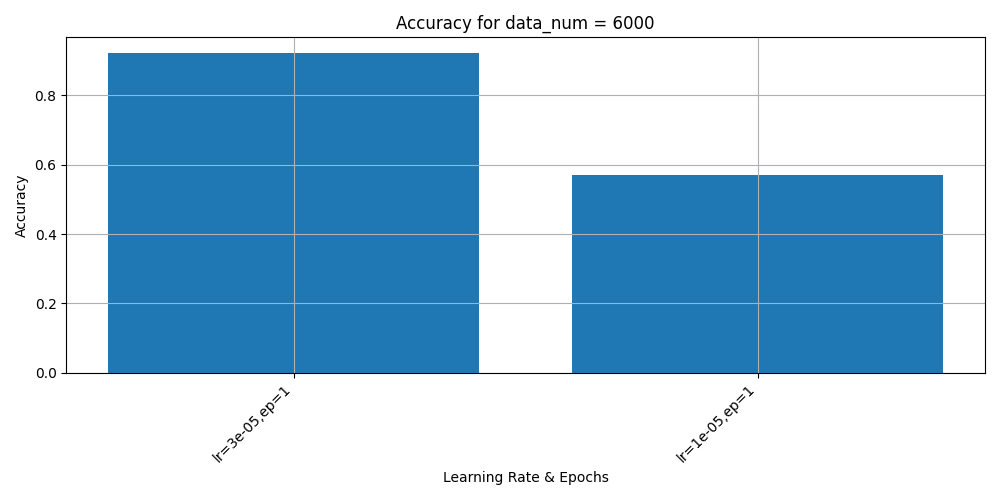 Accuracy for data_num = 6000
Accuracy
0.8
0.6
0.4
0.2
0.0
lr=3e-05,ep=1
lr=1e-05,ep=1
Learning Rate & Epochs